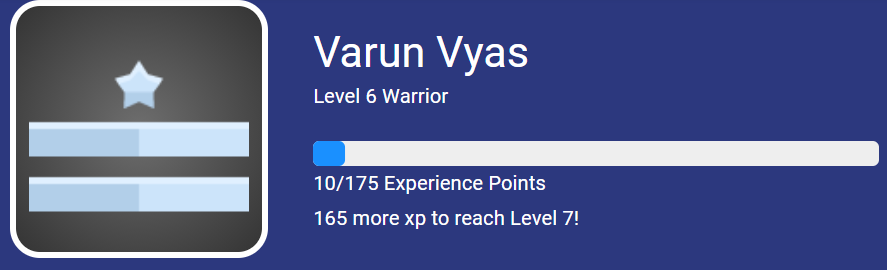 Varun Vyas
Level 6 Warrior
10/175 Experience Points
165 more xp to reach Level 7!